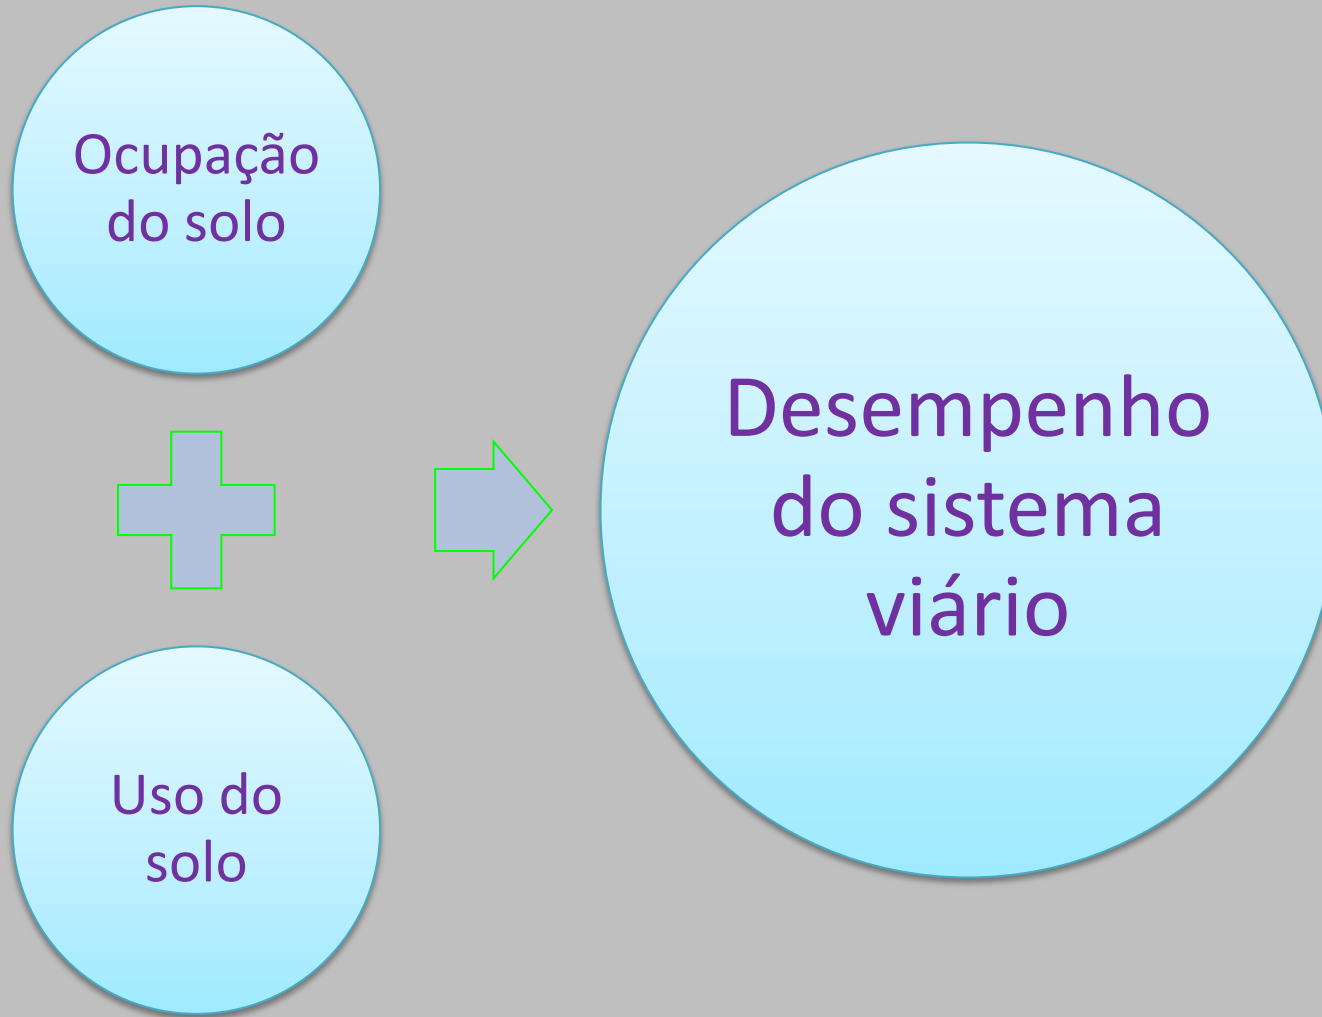 Ocupação
do solo
Uso do
solo
Desempenho
do sistema
viário